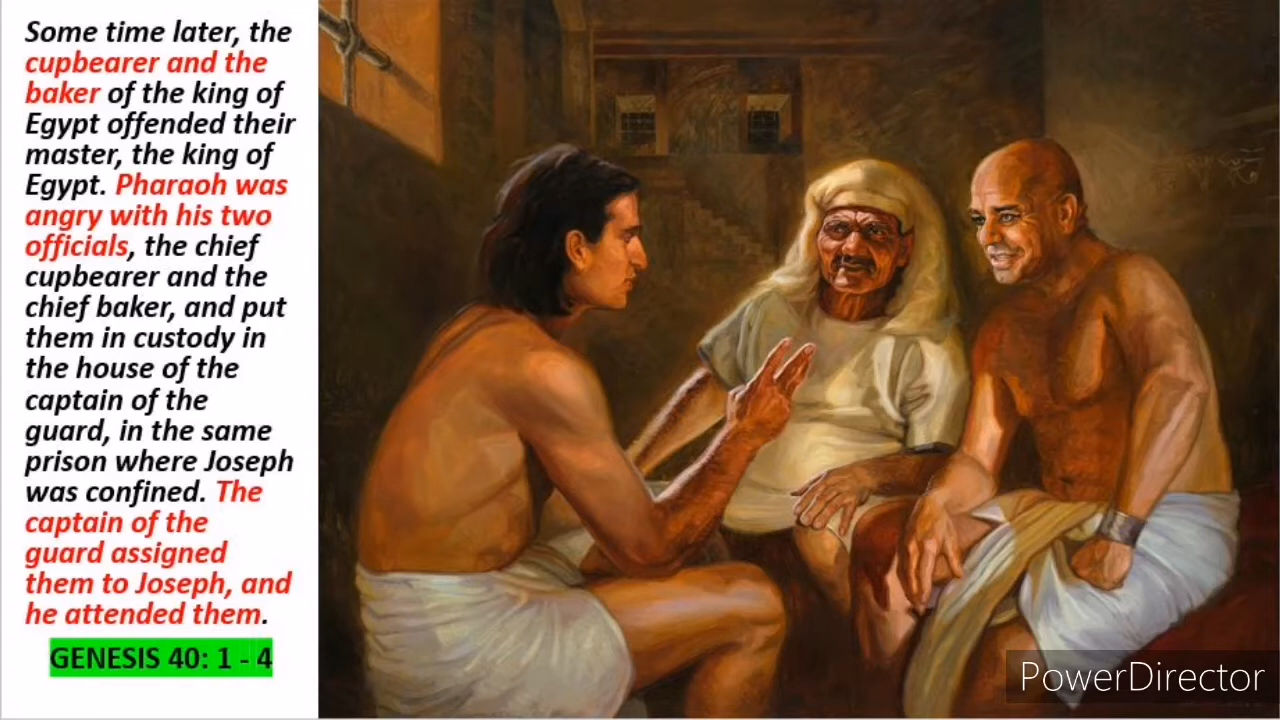 Some time later, the
cupbearer and the
baker of the king of
Egypt offended their
master, the king of
Egypt. Pharaoh was
angry with his two
officials, the chief
cupbearer and the
chief baker, and put
them in custody in
the house of the
captain of the
guard, in the same
prison where Joseph
was confined. The
captain of the
guard assigned
them to Joseph, and
he attended them.
GENESIS 40: 1 - 4
PowerDirector